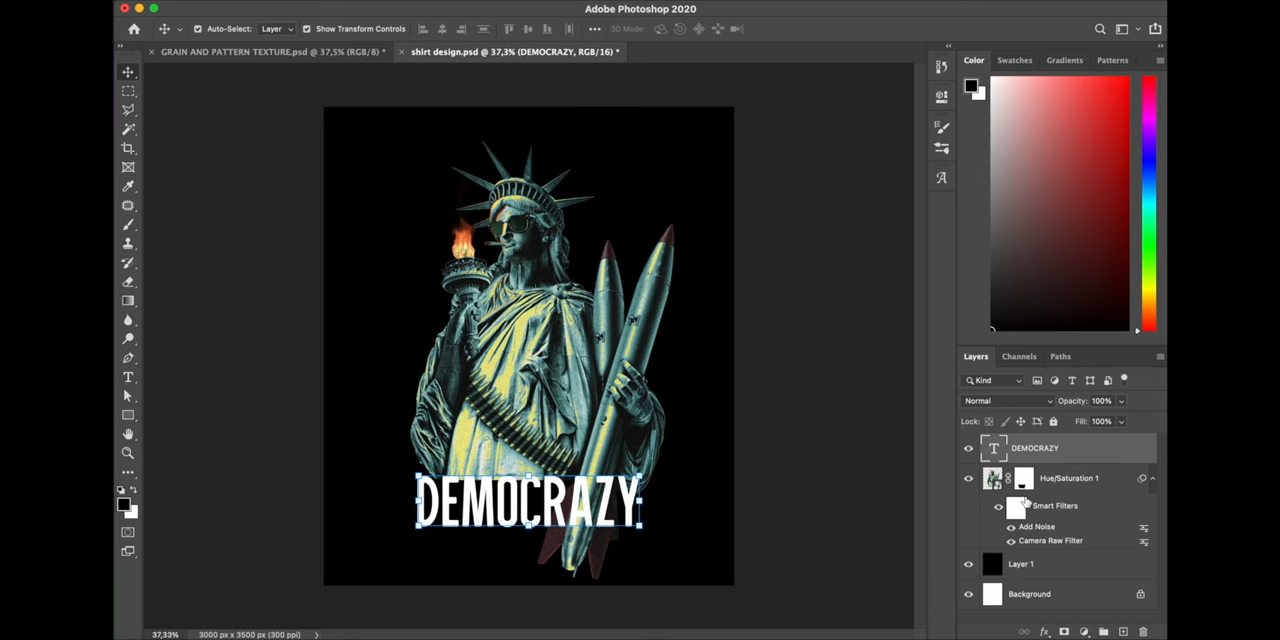 Adobe Photoshop 2020
Auto-Select: Layer Show Transform Controls ••• 3D Mode:
× GRAIN AND PATTERN TEXTURE.psd @ 37,5% (RGB/8) * × shirt design.psd @ 37,3% (DEMOCRAZY, RGB/16) *
Color Swatches Gradients Patterns
DEMOCRAZY
Layers Channels Paths
Kind
Normal Opacity: 100%
Lock: Fill: 100%
T DEMOCRAZY
Hue/Saturation 1
Smart Filters
Add Noise
Camera Raw Filter
Layer 1
Background
fx
37,33% 3000 px x 3500 px (300 ppi)